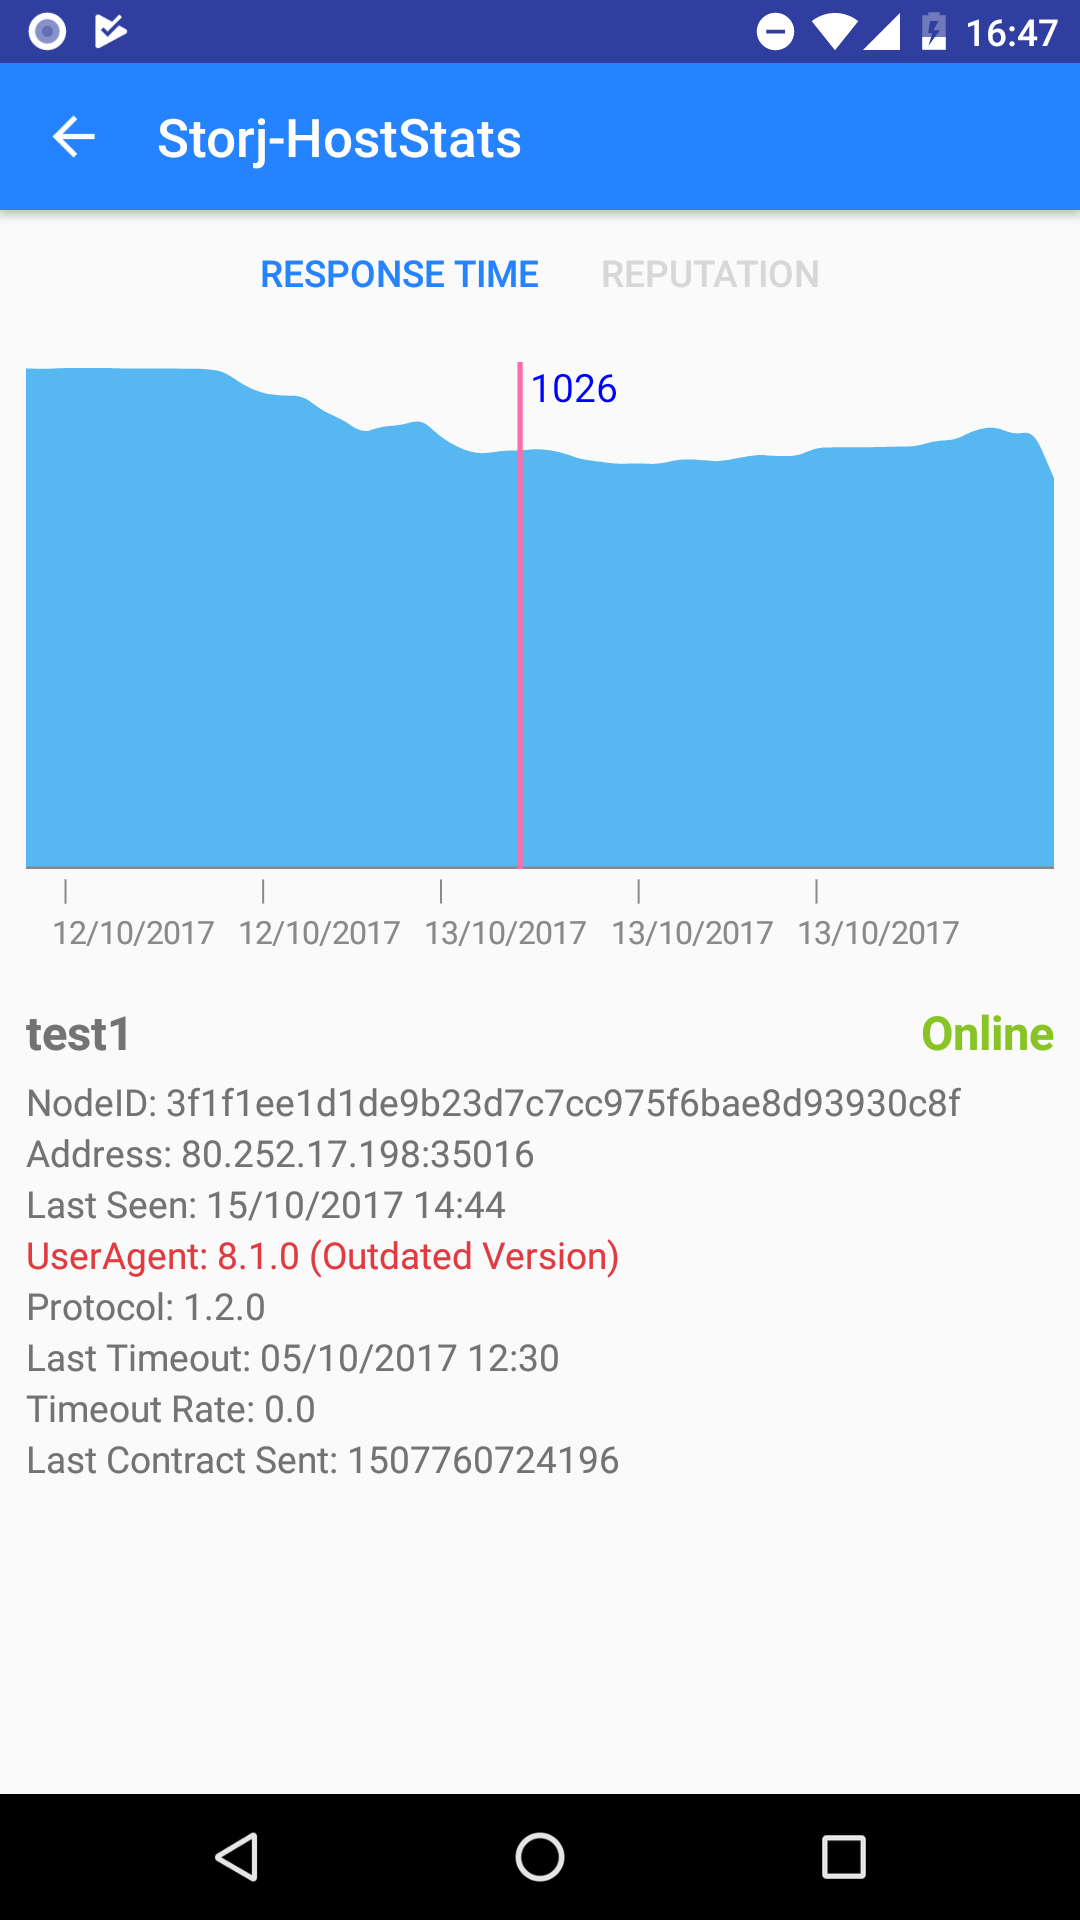 16:47
Storj-HostStats
RESPONSE TIME REPUTATION
1026
12/10/2017 12/10/2017 13/10/2017 13/10/2017 13/10/2017
test1 Online
NodeID: 3f1f1ee1d1de9b23d7c7cc975f6bae8d93930c8f
Address: 80.252.17.198:35016
Last Seen: 15/10/2017 14:44
UserAgent: 8.1.0 (Outdated Version)
Protocol: 1.2.0
Last Timeout: 05/10/2017 12:30
Timeout Rate: 0.0
Last Contract Sent: 1507760724196